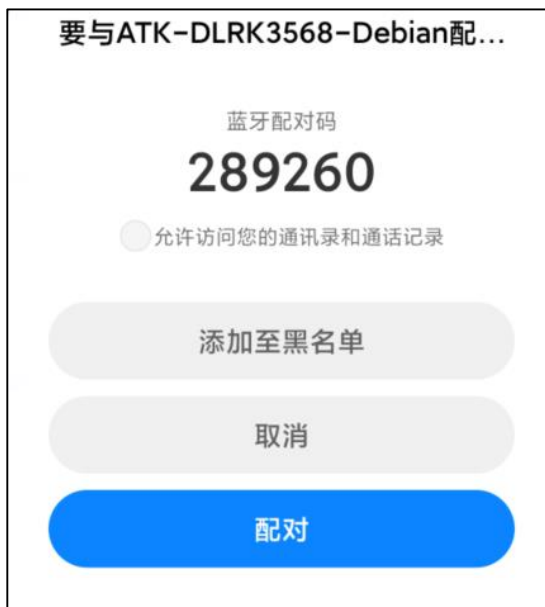 要与ATK-DLRK3568-Debian配...
蓝牙配对码
289260
允许访问您的通讯录和通话记录
添加至黑名单
取消
配对